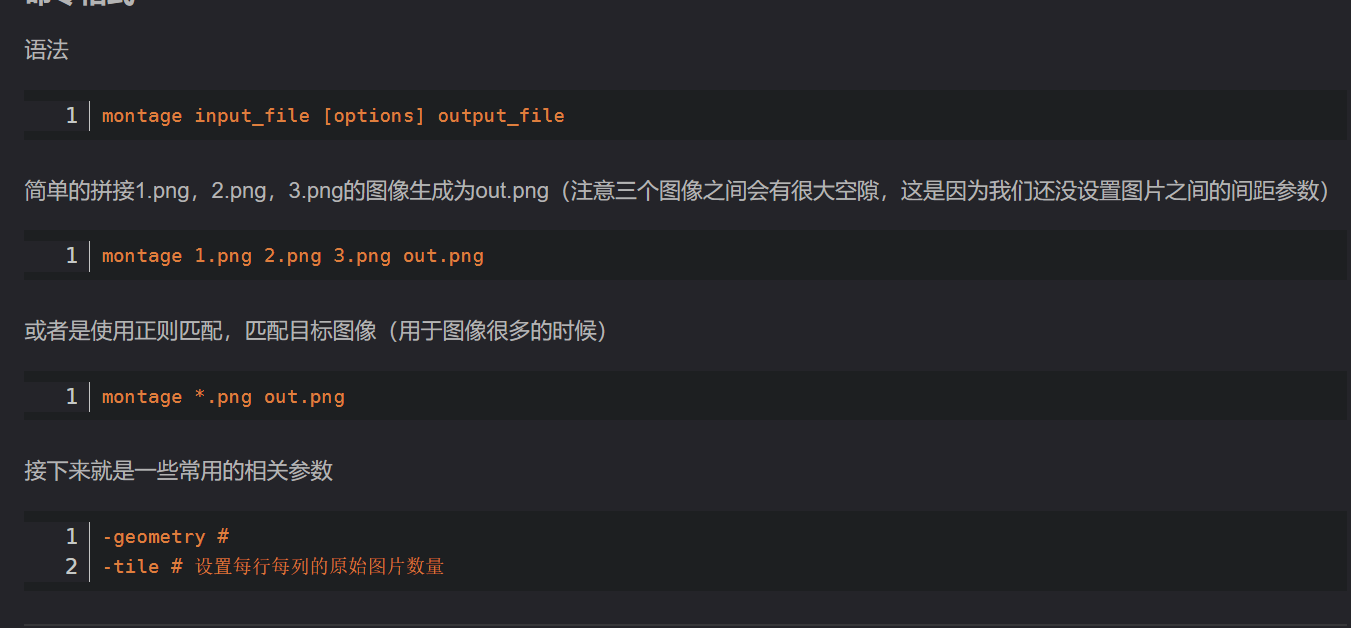 语法
1 montage input_file [options] output_file
简单的拼接1.png，2.png，3.png的图像生成为out.png（注意三个图像之间会有很大空隙，这是因为我们还没设置图片之间的间距参数）
1 montage 1.png 2.png 3.png out.png
或者是使用正则匹配，匹配目标图像（用于图像很多的时候）
1 montage *.png out.png
接下来就是一些常用的相关参数
1 -geometry #
2 -tile # 设置每行每列的原始图片数量